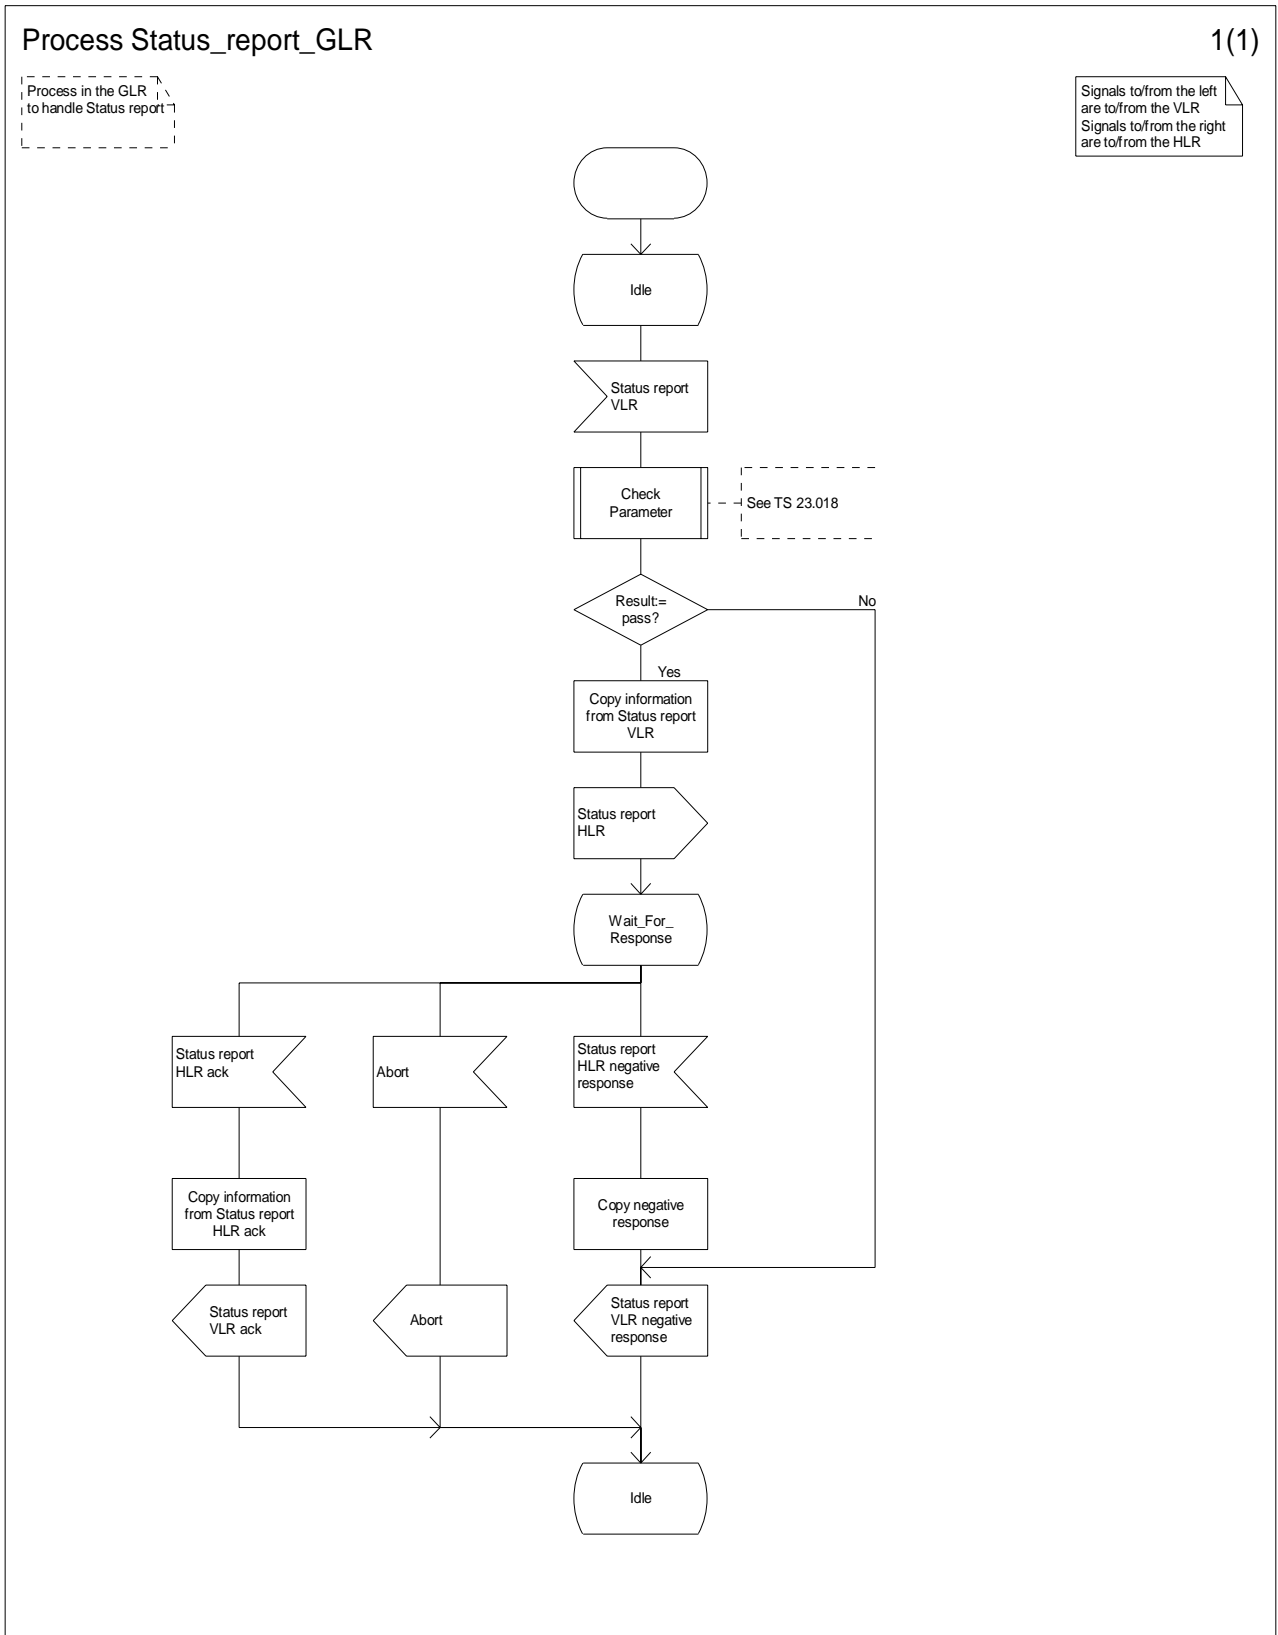 Process Status_report_GLR
1(1)
Process in the GLR
to handle Status report
Signals to/from the left
are to/from the VLR
Signals to/from the right
are to/from the HLR
Idle
Status report
VLR
Check
Parameter
See TS 23.018
Result:=
pass?
No
Yes
Copy information
from Status report
VLR
Status report
HLR
Wait_For_
Response
Status report
HLR ack
Abort
Status report
HLR negative
response
Copy information
from Status report
HLR ack
Copy negative
response
Status report
VLR ack
Abort
Status report
VLR negative
response
Idle